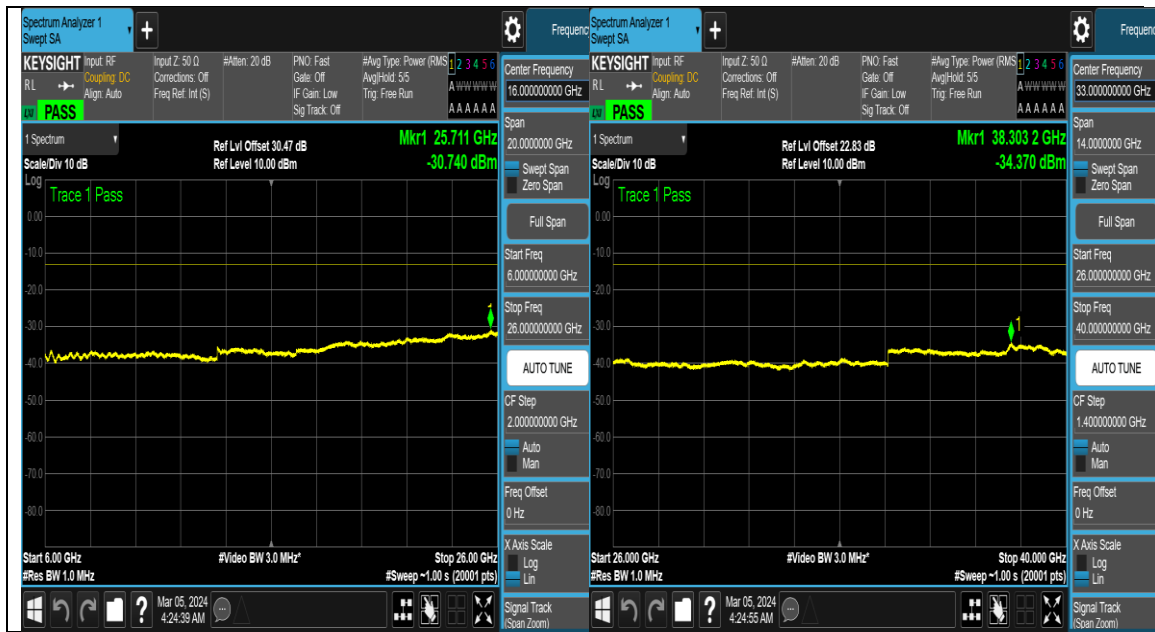 Spectrum Analyzer 1
Swept SA
+
Frequenc
KEYSIGHT
RL
PASS
Input: RF
Coupling: DC
Align: Auto
Input Z: 50 Ω
Corrections: Off
Freq Ref: Int (S)
#Atten: 20 dB
PNO: Fast
Gate: Off
IF Gain: Low
Sig Track: Off
#Avg Type: Power (RMS
Avg|Hold: 5/5
Trig: Free Run
1 2 3 4 5 6
A W W W W W
A A A A A A
1 Spectrum
Scale/Div 10 dB
Ref Lvl Offset 30.47 dB
Ref Level 10.00 dBm
Mkr1 25.711 GHz
-30.740 dBm
Log
Trace 1 Pass
0.00
-10.0
-20.0
-30.0
-40.0
-50.0
-60.0
-70.0
-80.0
1
Start 6.00 GHz
#Res BW 1.0 MHz
#Video BW 3.0 MHz*
Stop 26.00 GHz
#Sweep ~1.00 s (20001 pts)
Center Frequency
16.000000000 GHz
Span
20.0000000 GHz
Swept Span
Zero Span
Full Span
Start Freq
6.000000000 GHz
Stop Freq
26.000000000 GHz
AUTO TUNE
CF Step
2.000000000 GHz
Auto
Man
Freq Offset
0 Hz
X Axis Scale
Log
Lin
Signal Track
(Span Zoom)
?
Mar 05, 2024
4:24:39 AM
Spectrum Analyzer 1
Swept SA
+
Frequenc
KEYSIGHT
RL
PASS
Input: RF
Coupling: DC
Align: Auto
Input Z: 50 Ω
Corrections: Off
Freq Ref: Int (S)
#Atten: 20 dB
PNO: Fast
Gate: Off
IF Gain: Low
Sig Track: Off
#Avg Type: Power (RMS
Avg|Hold: 5/5
Trig: Free Run
1 2 3 4 5 6
A W W W W W
A A A A A A
1 Spectrum
Scale/Div 10 dB
Ref Lvl Offset 22.83 dB
Ref Level 10.00 dBm
Mkr1 38.303 2 GHz
-34.370 dBm
Log
Trace 1 Pass
0.00
-10.0
-20.0
-30.0
-40.0
-50.0
-60.0
-70.0
-80.0
1
Start 26.000 GHz
#Res BW 1.0 MHz
#Video BW 3.0 MHz*
Stop 40.000 GHz
#Sweep ~1.00 s (20001 pts)
Center Frequency
33.000000000 GHz
Span
14.0000000 GHz
Swept Span
Zero Span
Full Span
Start Freq
26.000000000 GHz
Stop Freq
40.000000000 GHz
AUTO TUNE
CF Step
1.400000000 GHz
Auto
Man
Freq Offset
0 Hz
X Axis Scale
Log
Lin
Signal Track
(Span Zoom)
?
Mar 05, 2024
4:24:55 AM